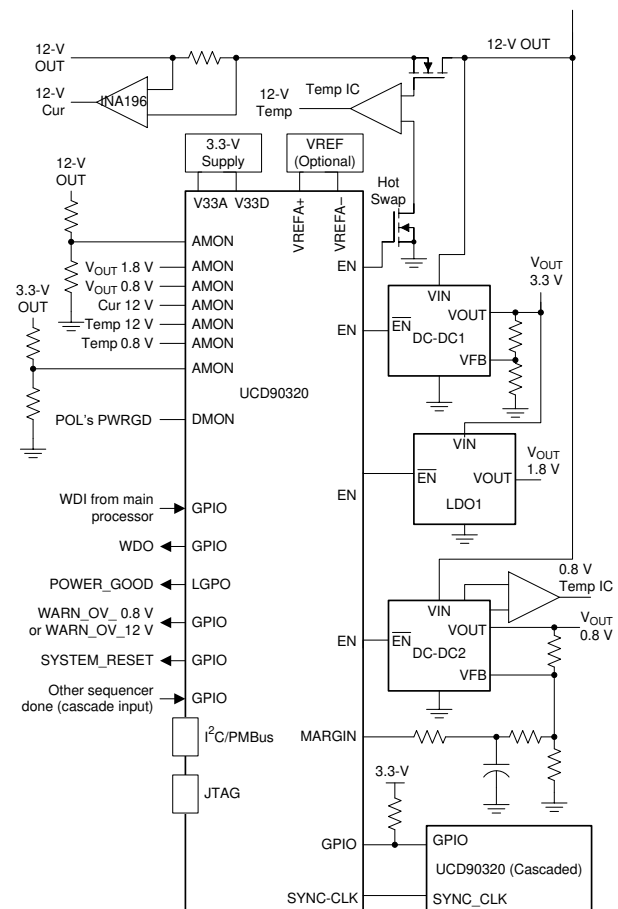 12-V
OUT
12-V
Cur
INA196
12-V OUT
12-V
Temp
Temp IC
3.3-V
Supply
VREF
(Optional)
V33A V33D
VREFA+
VREFA−
Hot
Swap
12-V
OUT
AMON
VOUT 1.8 V
AMON
VOUT 0.8 V
AMON
Cur 12 V
AMON
Temp 12 V
AMON
Temp 0.8 V
AMON
3.3-V
OUT
AMON
UCD90320
POL's PWRGD
DMON
EN
EN
EN
VIN
VOUT
DC-DC1
VFB
VOUT
3.3 V
EN
EN
VIN
VOUT
LDO1
VOUT
1.8 V
WDI from main
processor
GPIO
WDO
GPIO
POWER_GOOD
LGPO
WARN_OV_ 0.8 V
or WARN_OV_12 V
GPIO
SYSTEM_RESET
GPIO
Other sequencer
done (cascade input)
GPIO
I2C/PMBus
JTAG
EN
EN
VIN
VOUT
DC-DC2
VFB
0.8 V
Temp IC
VOUT
0.8 V
MARGIN
3.3-V
GPIO
GPIO
UCD90320 (Cascaded)
SYNC-CLK
SYNC_CLK